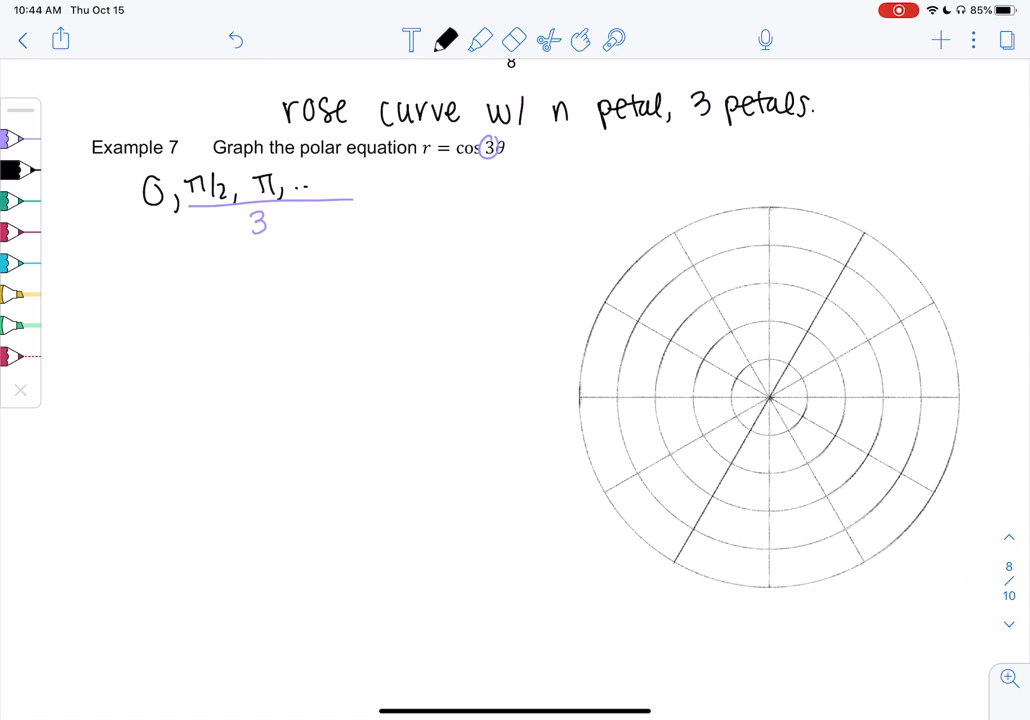 10:44 AM Thu Oct 15
85%
T
8
rose curve w/ n petal, 3 petals.
Example 7 Graph the polar equation r = cos 3θ
0, π/2, π, ..
3
8
/
10